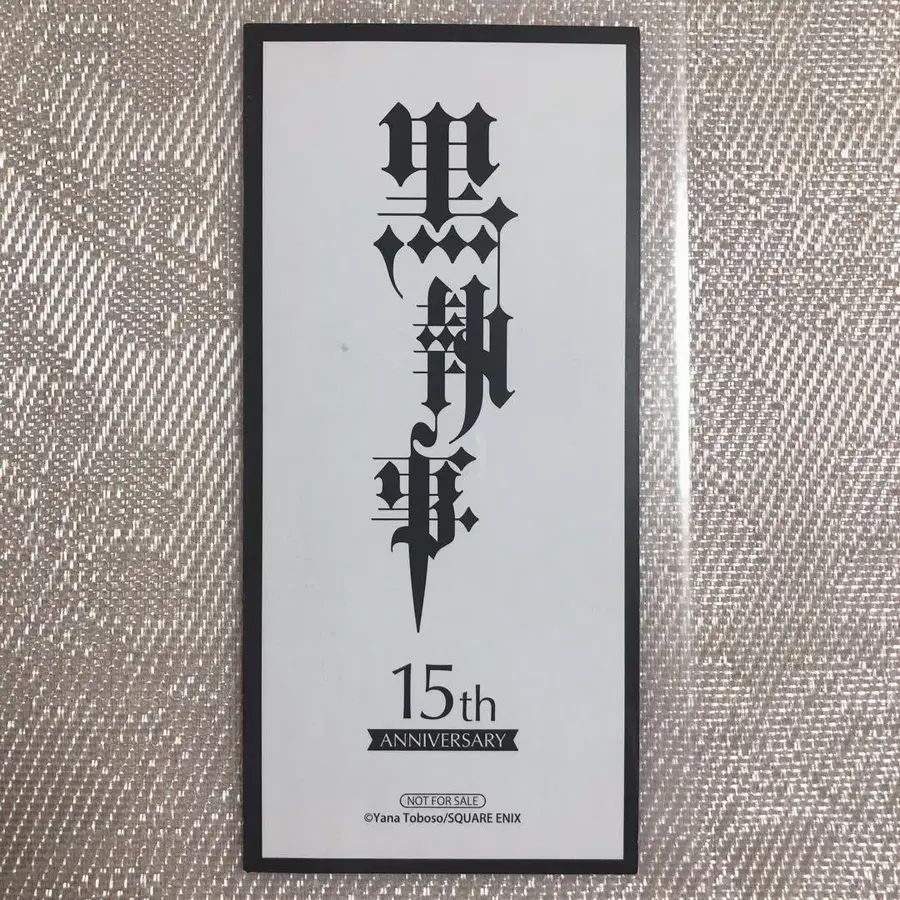 黒執事
15th
ANNIVERSARY
NOT FOR SALE
©Yana Toboso/SQUARE ENIX